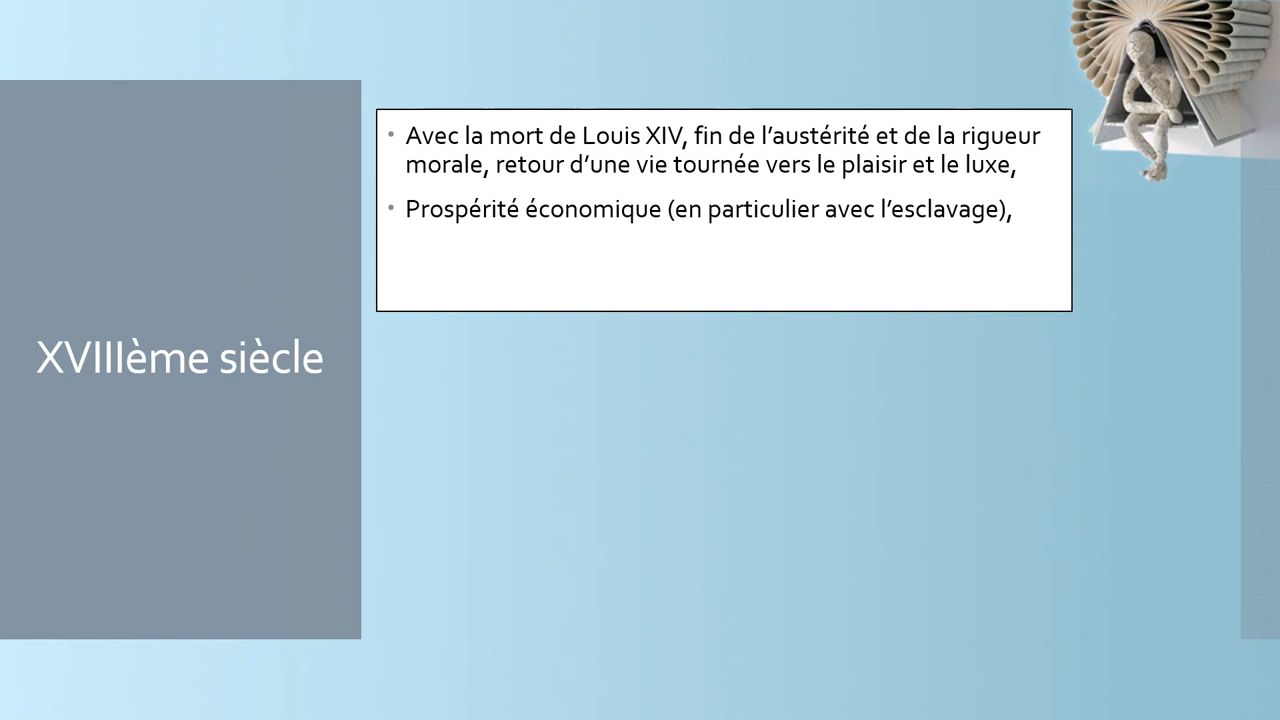 XVIIIème siècle
• Avec la mort de Louis XIV, fin de l’austérité et de la rigueur
morale, retour d’une vie tournée vers le plaisir et le luxe,
• Prospérité économique (en particulier avec l’esclavage),